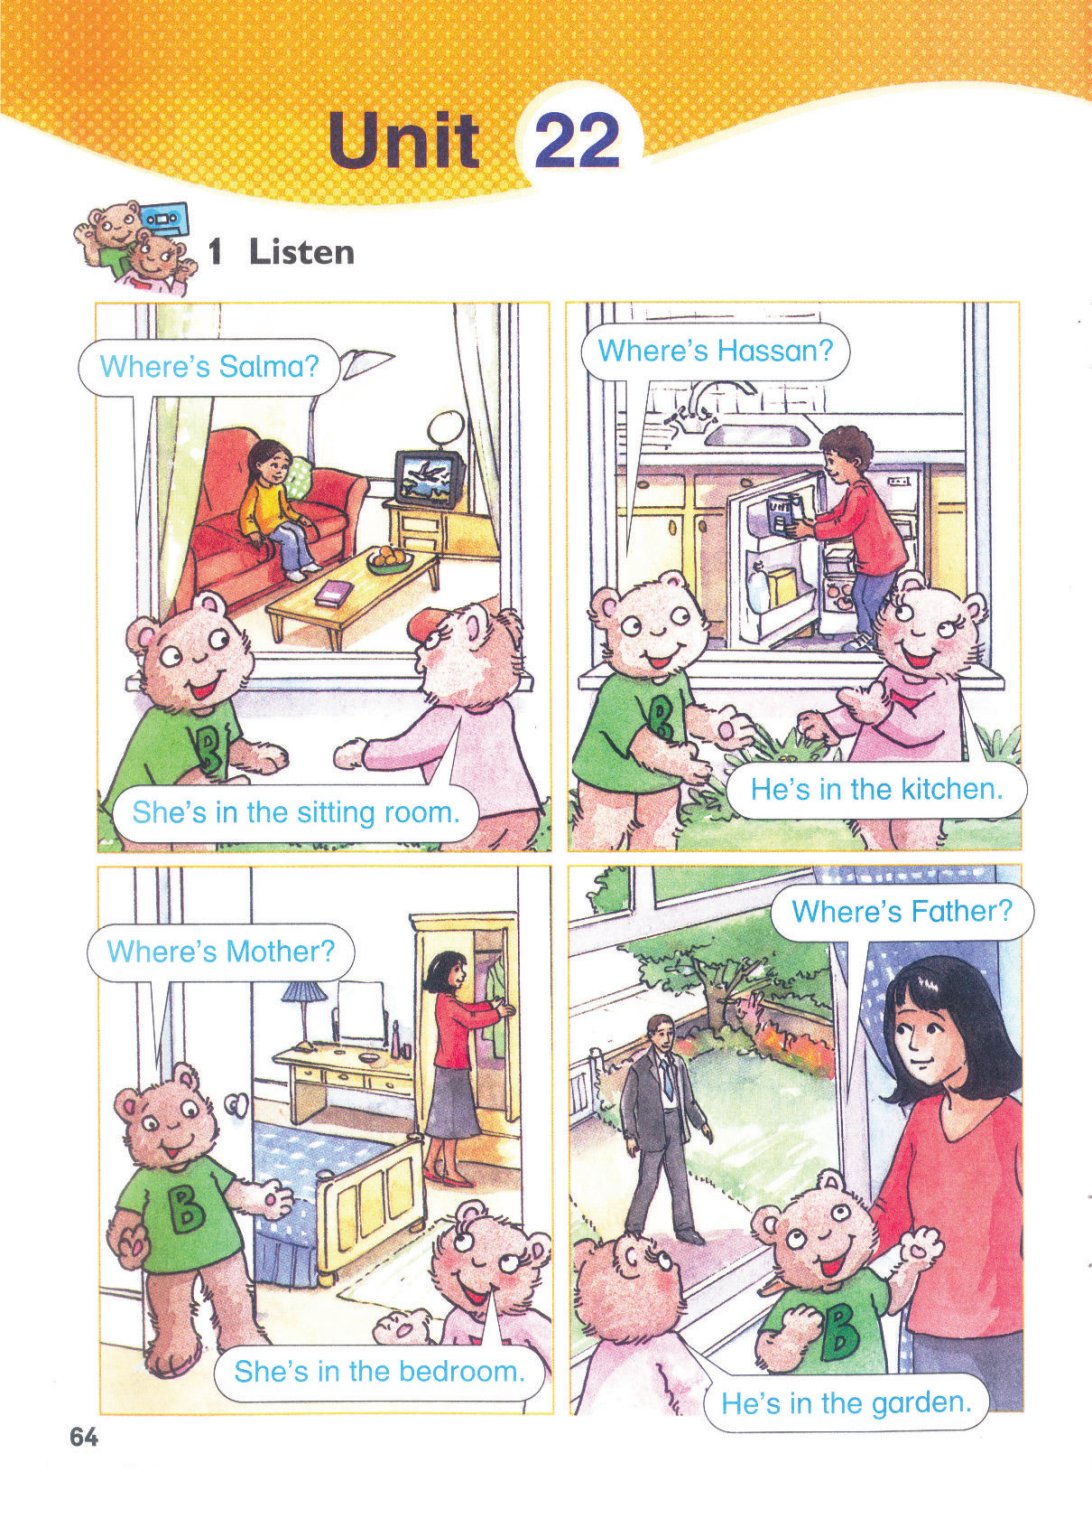 Unit 22
1 Listen
Where's Salma?
She's in the sitting room.
Where's Hassan?
He's in the kitchen.
Where's Mother?
B
She's in the bedroom.
Where's Father?
B
He's in the garden.
B
B
64